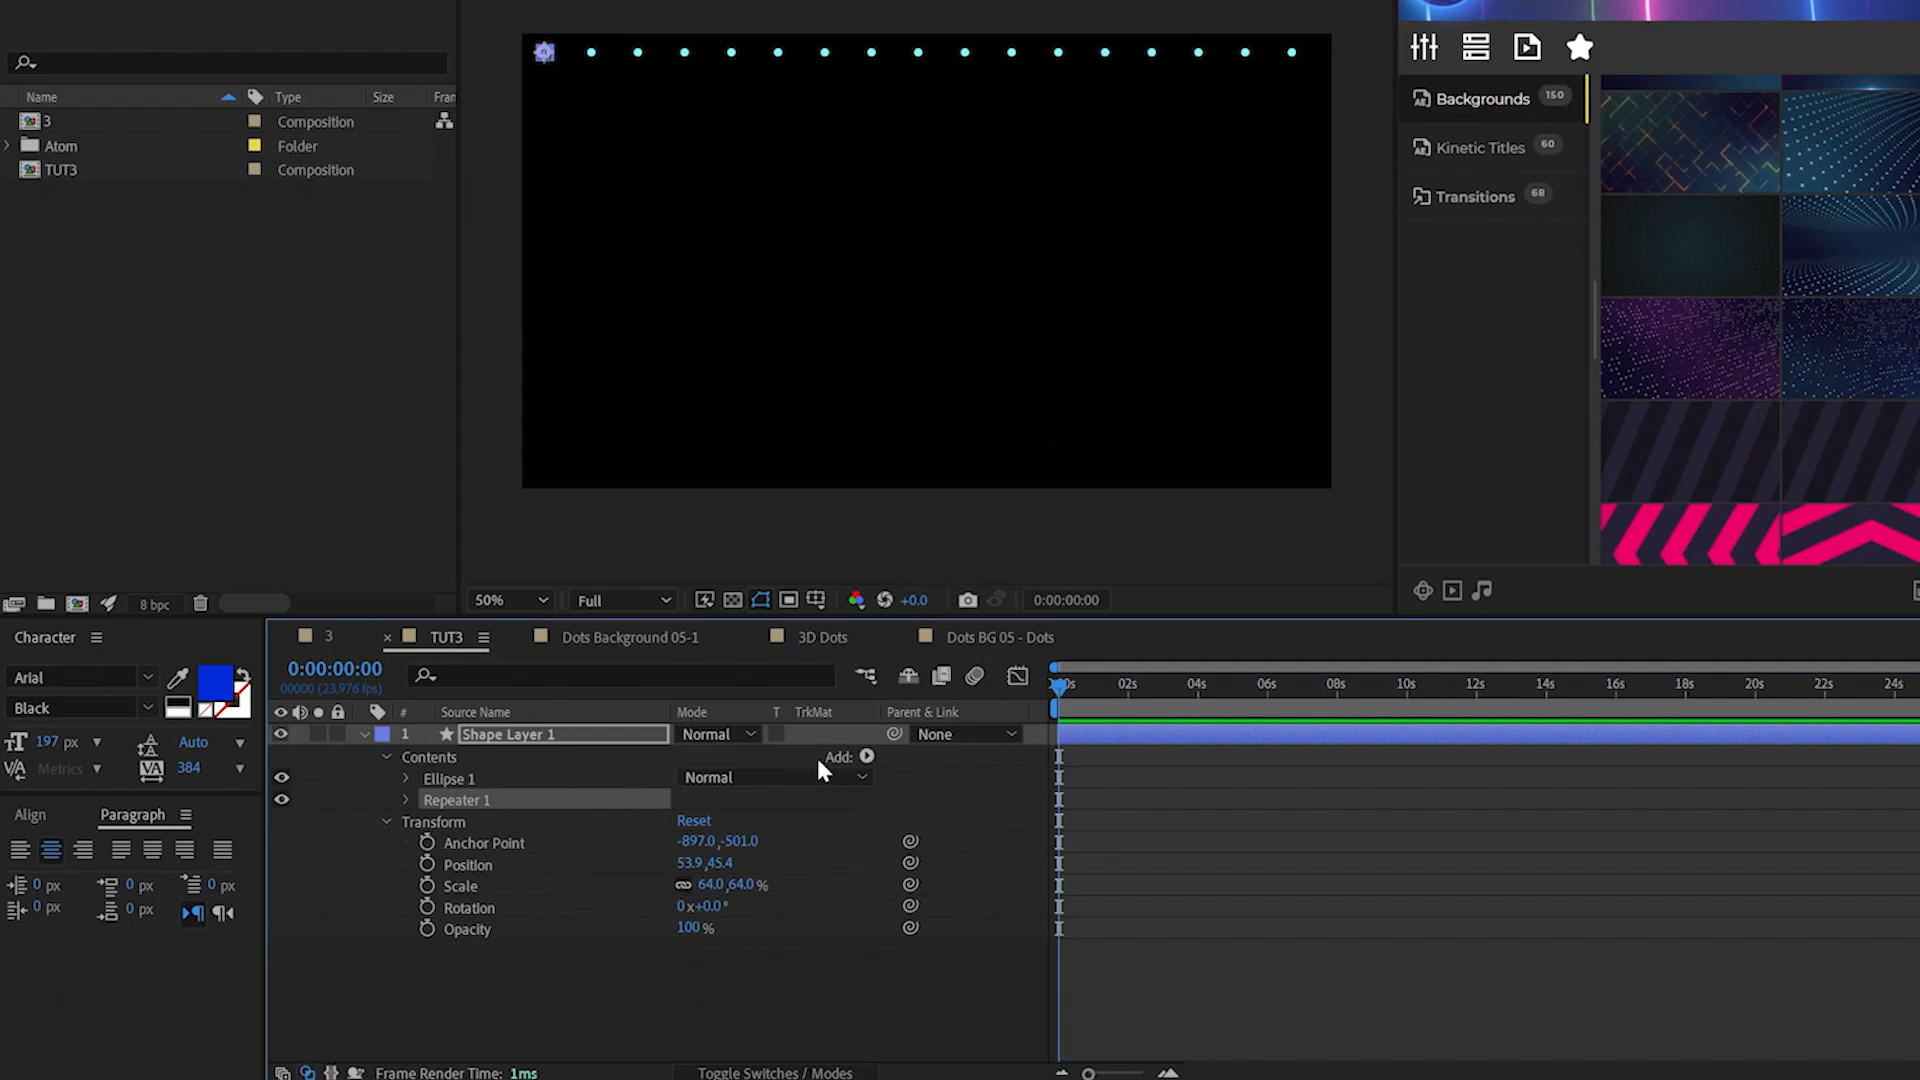 Name Type Size Fran
3 Composition
Atom Folder
TUT3 Composition
8 bpc
50% Full +0.0 0:00:00:00
Backgrounds 150
Kinetic Titles 60
Transitions 68
Character
Arial
Black
197 px Auto
Metrics 384
Align Paragraph
0 px 0 px 0 px
0 px 0 px
3 × TUT3 Dots Background 05-1 3D Dots Dots BG 05 - Dots
0:00:00:00
00000 (23.976 fps)
02s 04s 06s 08s 10s 12s 14s 16s 18s 20s 22s 24s
# Source Name Mode T TrkMat Parent & Link
1 Shape Layer 1 Normal None
Contents Add:
Ellipse 1 Normal
Repeater 1
Transform Reset
Anchor Point -897.0,-501.0
Position 53.9,45.4
Scale 64.0,64.0 %
Rotation 0x+0.0°
Opacity 100 %
Frame Render Time: 1ms Toggle Switches / Modes